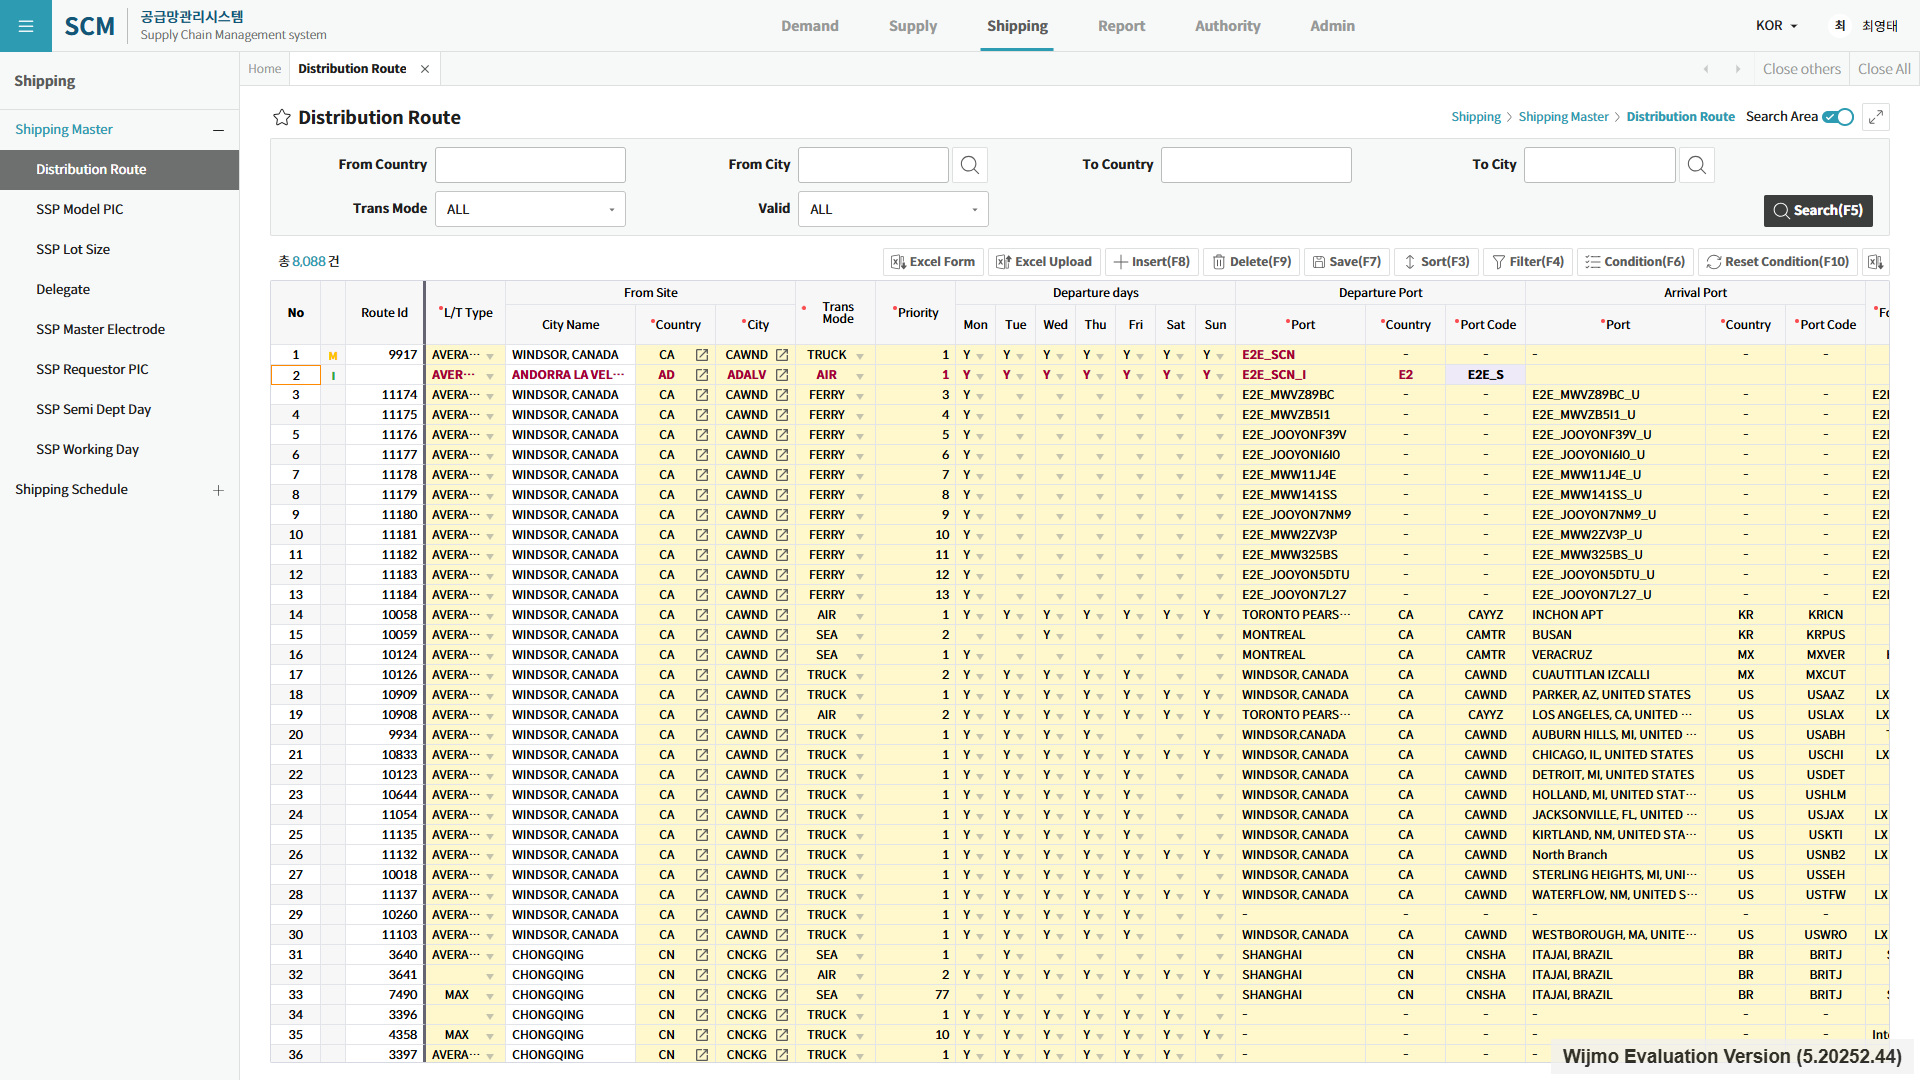 SCM 공급망관리시스템 Supply Chain Management system
Demand Supply Shipping Report Authority Admin
KOR 최 최영태
Shipping
Home Distribution Route Close others Close All
Shipping Master
Distribution Route
SSP Model PIC
SSP Lot Size
Delegate
SSP Master Electrode
SSP Requestor PIC
SSP Semi Dept Day
SSP Working Day
Shipping Schedule
Distribution Route
Shipping > Shipping Master > Distribution Route Search Area
From Country From City To Country To City
Trans Mode ALL Valid ALL Search(F5)
총 8,088 건 Excel Form Excel Upload Insert(F8) Delete(F9) Save(F7) Sort(F3) Filter(F4) Condition(F6) Reset Condition(F10)
No Route Id *L/T Type From Site *Trans Mode *Priority Departure days Departure Port Arrival Port
City Name *Country *City Mon Tue Wed Thu Fri Sat Sun *Port *Country *Port Code *Port *Country *Port Code
1 M 9917 AVERA··· WINDSOR, CANADA CA CAWND TRUCK 1 Y Y Y Y Y Y Y E2E_SCN - - - - -
2 I AVER··· ANDORRA LA VEL··· AD ADALV AIR 1 Y Y Y Y Y Y Y E2E_SCN_I E2 E2E_S
3 11174 AVERA··· WINDSOR, CANADA CA CAWND FERRY 3 Y E2E_MWVZ89BC - - E2E_MWVZ89BC_U - -
4 11175 AVERA··· WINDSOR, CANADA CA CAWND FERRY 4 Y E2E_MWVZB5I1 - - E2E_MWVZB5I1_U - -
5 11176 AVERA··· WINDSOR, CANADA CA CAWND FERRY 5 Y E2E_JOOYONF39V - - E2E_JOOYONF39V_U - -
6 11177 AVERA··· WINDSOR, CANADA CA CAWND FERRY 6 Y E2E_JOOYONI6I0 - - E2E_JOOYONI6I0_U - -
7 11178 AVERA··· WINDSOR, CANADA CA CAWND FERRY 7 Y E2E_MWW11J4E - - E2E_MWW11J4E_U - -
8 11179 AVERA··· WINDSOR, CANADA CA CAWND FERRY 8 Y E2E_MWW141SS - - E2E_MWW141SS_U - -
9 11180 AVERA··· WINDSOR, CANADA CA CAWND FERRY 9 Y E2E_JOOYON7NM9 - - E2E_JOOYON7NM9_U - -
10 11181 AVERA··· WINDSOR, CANADA CA CAWND FERRY 10 Y E2E_MWW2ZV3P - - E2E_MWW2ZV3P_U - -
11 11182 AVERA··· WINDSOR, CANADA CA CAWND FERRY 11 Y E2E_MWW325BS - - E2E_MWW325BS_U - -
12 11183 AVERA··· WINDSOR, CANADA CA CAWND FERRY 12 Y E2E_JOOYON5DTU - - E2E_JOOYON5DTU_U - -
13 11184 AVERA··· WINDSOR, CANADA CA CAWND FERRY 13 Y E2E_JOOYON7L27 - - E2E_JOOYON7L27_U - -
14 10058 AVERA··· WINDSOR, CANADA CA CAWND AIR 1 Y Y Y Y Y Y Y TORONTO PEARS··· CA CAYYZ INCHON APT KR KRICN
15 10059 AVERA··· WINDSOR, CANADA CA CAWND SEA 2 Y MONTREAL CA CAMTR BUSAN KR KRPUS
16 10124 AVERA··· WINDSOR, CANADA CA CAWND SEA 1 Y MONTREAL CA CAMTR VERACRUZ MX MXVER
17 10126 AVERA··· WINDSOR, CANADA CA CAWND TRUCK 2 Y Y Y Y Y WINDSOR, CANADA CA CAWND CUAUTITLAN IZCALLI MX MXCUT
18 10909 AVERA··· WINDSOR, CANADA CA CAWND TRUCK 1 Y Y Y Y Y Y Y WINDSOR, CANADA CA CAWND PARKER, AZ, UNITED STATES US USAAZ LX
19 10908 AVERA··· WINDSOR, CANADA CA CAWND AIR 2 Y Y Y Y Y Y Y TORONTO PEARS··· CA CAYYZ LOS ANGELES, CA, UNITED ··· US USLAX LX
20 9934 AVERA··· WINDSOR, CANADA CA CAWND TRUCK 1 Y Y Y Y WINDSOR,CANADA CA CAWND AUBURN HILLS, MI, UNITED ··· US USABH
21 10833 AVERA··· WINDSOR, CANADA CA CAWND TRUCK 1 Y Y Y Y Y Y Y WINDSOR, CANADA CA CAWND CHICAGO, IL, UNITED STATES US USCHI LX
22 10123 AVERA··· WINDSOR, CANADA CA CAWND TRUCK 1 Y Y Y Y Y WINDSOR, CANADA CA CAWND DETROIT, MI, UNITED STATES US USDET
23 10644 AVERA··· WINDSOR, CANADA CA CAWND TRUCK 1 Y Y Y Y Y WINDSOR, CANADA CA CAWND HOLLAND, MI, UNITED STAT··· US USHLM
24 11054 AVERA··· WINDSOR, CANADA CA CAWND TRUCK 1 Y Y Y Y Y WINDSOR, CANADA CA CAWND JACKSONVILLE, FL, UNITED ··· US USJAX LX
25 11135 AVERA··· WINDSOR, CANADA CA CAWND TRUCK 1 Y Y Y Y Y WINDSOR, CANADA CA CAWND KIRTLAND, NM, UNITED STA··· US USKTI LX
26 11132 AVERA··· WINDSOR, CANADA CA CAWND TRUCK 1 Y Y Y Y Y Y Y WINDSOR, CANADA CA CAWND North Branch US USNB2 LX
27 10018 AVERA··· WINDSOR, CANADA CA CAWND TRUCK 1 Y Y Y Y Y WINDSOR, CANADA CA CAWND STERLING HEIGHTS, MI, UNI··· US USSEH
28 11137 AVERA··· WINDSOR, CANADA CA CAWND TRUCK 1 Y Y Y Y Y Y Y WINDSOR, CANADA CA CAWND WATERFLOW, NM, UNITED S··· US USTFW LX
29 10260 AVERA··· WINDSOR, CANADA CA CAWND TRUCK 1 Y Y Y Y Y - - - - - -
30 11103 AVERA··· WINDSOR, CANADA CA CAWND TRUCK 1 Y Y Y Y Y WINDSOR, CANADA CA CAWND WESTBOROUGH, MA, UNITE··· US USWRO LX
31 3640 AVERA··· CHONGQING CN CNCKG SEA 1 Y SHANGHAI CN CNSHA ITAJAI, BRAZIL BR BRITJ
32 3641 CHONGQING CN CNCKG AIR 2 Y Y Y Y Y Y Y SHANGHAI CN CNSHA ITAJAI, BRAZIL BR BRITJ
33 7490 MAX CHONGQING CN CNCKG SEA 77 Y SHANGHAI CN CNSHA ITAJAI, BRAZIL BR BRITJ
34 3396 CHONGQING CN CNCKG TRUCK 1 Y Y Y Y Y Y - - - - - -
35 4358 MAX CHONGQING CN CNCKG TRUCK 10 Y Y Y Y Y Y Y - - - - - -
36 3397 AVERA··· CHONGQING CN CNCKG TRUCK 1 Y Y Y Y Y Y - - - -
Wijmo Evaluation Version (5.20252.44)